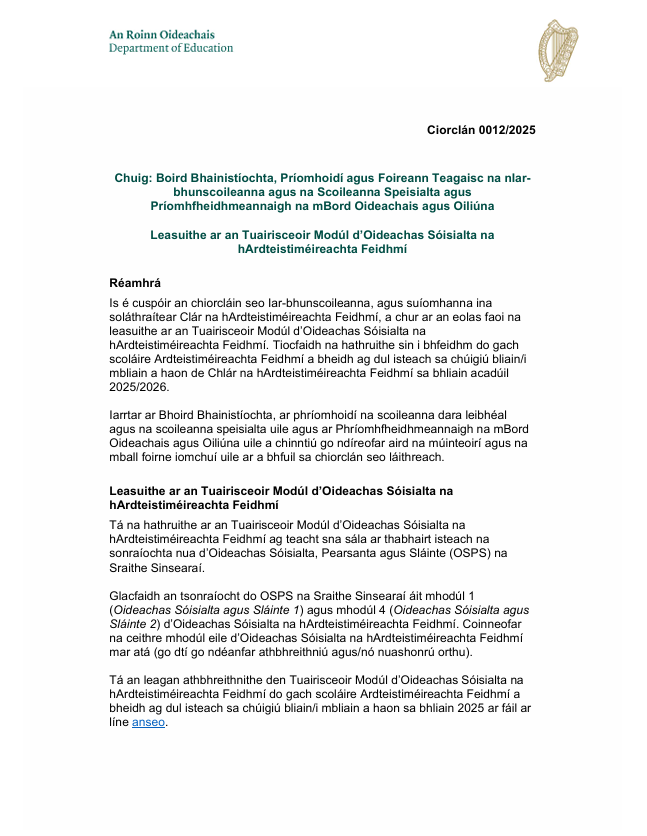 An Roinn Oideachais
Department of Education
Ciorclán 0012/2025
Chuig: Boird Bhainistíochta, Príomhoidí agus Foireann Teagaisc na nIar-
bhunscoileanna agus na Scoileanna Speisialta agus
Príomhfheidhmeannaigh na mBord Oideachais agus Oiliúna
Leasuithe ar an Tuairisceoir Modúl d’Oideachas Sóisialta na
hArdteistiméireachta Feidhmí
Réamhrá
Is é cuspóir an chiorcláin seo Iar-bhunscoileanna, agus suíomhanna ina
soláthraítear Clár na hArdteistiméireachta Feidhmí, a chur ar an eolas faoi na
leasuithe ar an Tuairisceoir Modúl d’Oideachas Sóisialta na
hArdteistiméireachta Feidhmí. Tiocfaidh na hathruithe sin i bhfeidhm do gach
scoláire Ardteistiméireachta Feidhmí a bheidh ag dul isteach sa chúigiú bliain/i
mbliain a haon de Chlár na hArdteistiméireachta Feidhmí sa bhliain acadúil
2025/2026.
Iarrtar ar Bhoird Bhainistíochta, ar phríomhoidí na scoileanna dara leibhéal
agus na scoileanna speisialta uile agus ar Phríomhfheidhmeannaigh na mBord
Oideachais agus Oiliúna uile a chinntiú go ndíreofar aird na múinteoirí agus na
mball foirne iomchuí uile ar a bhfuil sa chiorclán seo láithreach.
Leasuithe ar an Tuairisceoir Modúl d’Oideachas Sóisialta na
hArdteistiméireachta Feidhmí
Tá na hathruithe ar an Tuairisceoir Modúl d’Oideachas Sóisialta na
hArdteistiméireachta Feidhmí ag teacht sna sála ar thabhairt isteach na
sonraíochta nua d’Oideachas Sóisialta, Pearsanta agus Sláinte (OSPS) na
Sraithe Sinsearaí.
Glacfaidh an tsonraíocht do OSPS na Sraithe Sinsearaí áit mhodúl 1
(Oideachas Sóisialta agus Sláinte 1) agus mhodúl 4 (Oideachas Sóisialta agus
Sláinte 2) d’Oideachas Sóisialta na hArdteistiméireachta Feidhmí. Coinneofar
na ceithre mhodúl eile d’Oideachas Sóisialta na hArdteistiméireachta Feidhmí
mar atá (go dtí go ndéanfar athbhreithniú agus/nó nuashonrú orthu).
Tá an leagan athbhreithnithe den Tuairisceoir Modúl d’Oideachas Sóisialta na
hArdteistiméireachta Feidhmí do gach scoláire Ardteistiméireachta Feidhmí a
bheidh ag dul isteach sa chúigiú bliain/i mbliain a haon sa bhliain 2025 ar fáil ar
líne anseo.